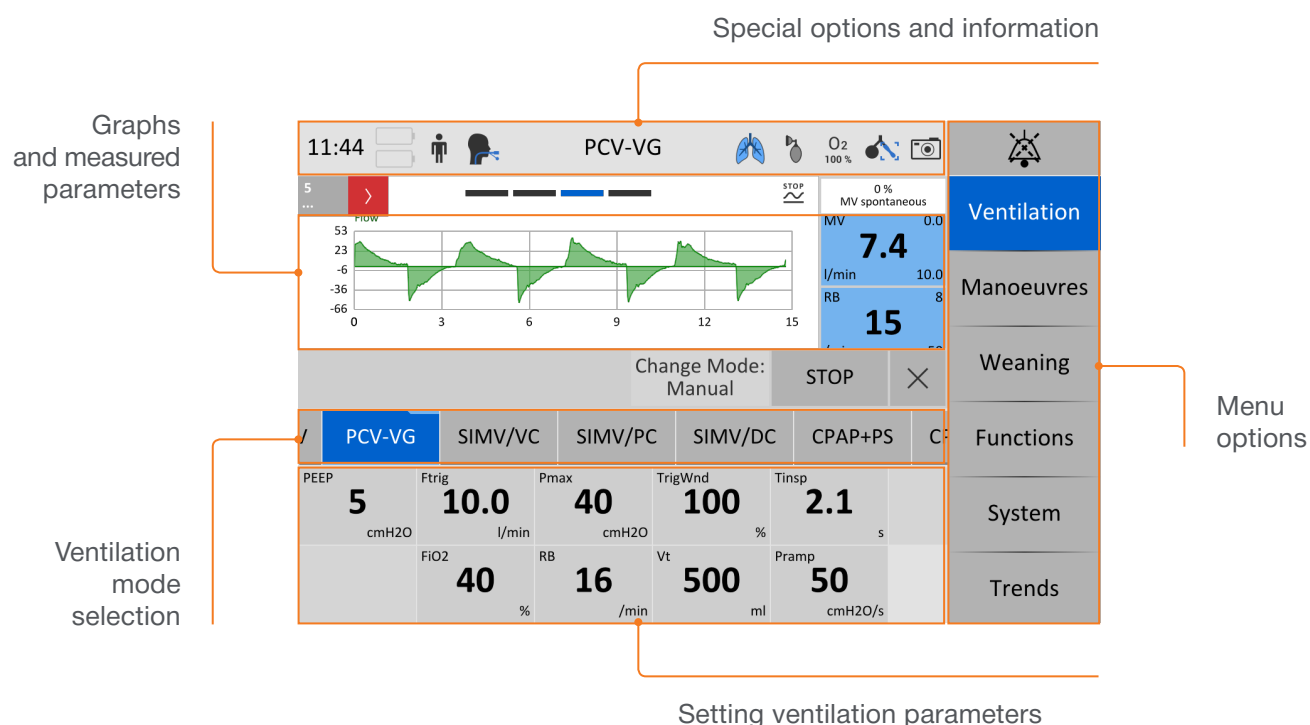 Special options and information
Graphs
and measured
parameters
11:44
PCV-VG
O2
100 %
5
...
STOP
0 %
MV spontaneous
Flow
53
23
-6
-36
-66
0
3
6
9
12
15
MV
0.0
7.4
l/min
10.0
RB
8
15
Ventilation
Manoeuvres
Weaning
Functions
System
Trends
Menu
options
Change Mode:
Manual
STOP
PCV-VG
SIMV/VC
SIMV/PC
SIMV/DC
CPAP+PS
Ventilation
mode
selection
PEEP
5
cmH2O
Ftrig
10.0
l/min
Pmax
40
cmH2O
TrigWnd
100
%
Tinsp
2.1
s
FiO2
40
%
RB
16
/min
Vt
500
ml
Pramp
50
cmH2O/s
Setting ventilation parameters